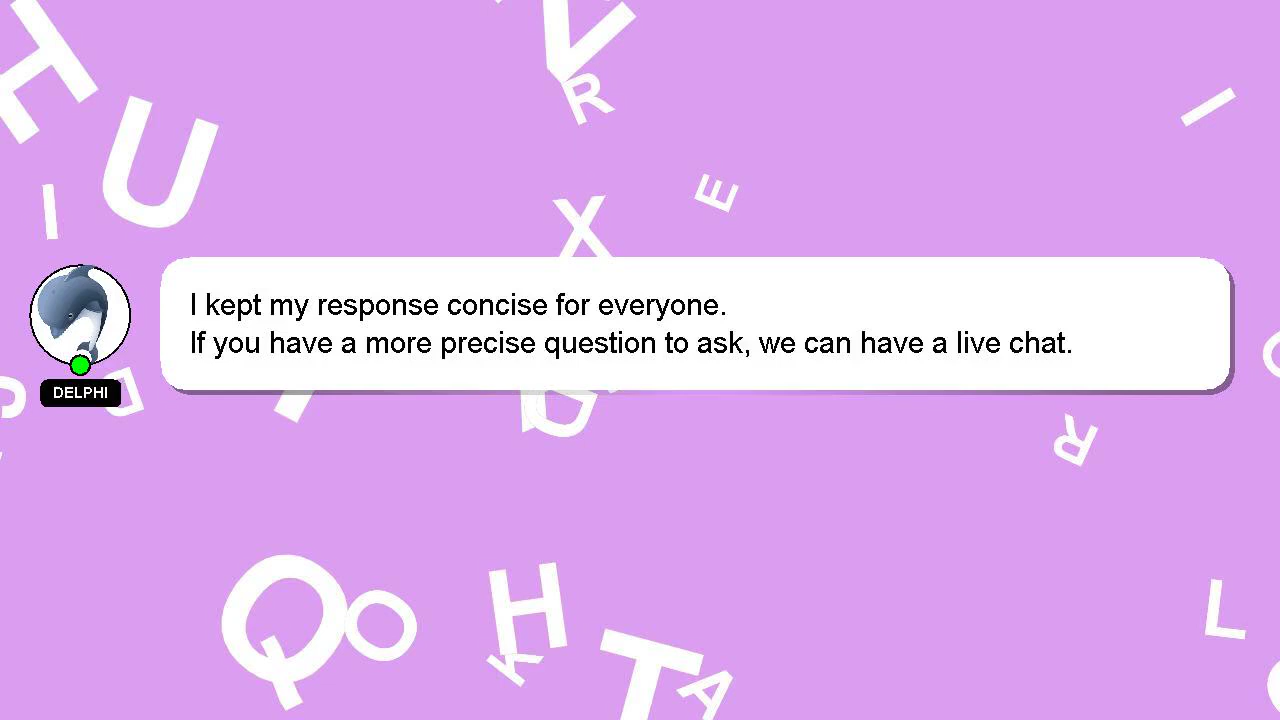 H
U
I
V
R
E
X
I
I kept my response concise for everyone.
If you have a more precise question to ask, we can have a live chat.
DELPHI
D
R
Q
O
H
K
T
A
L